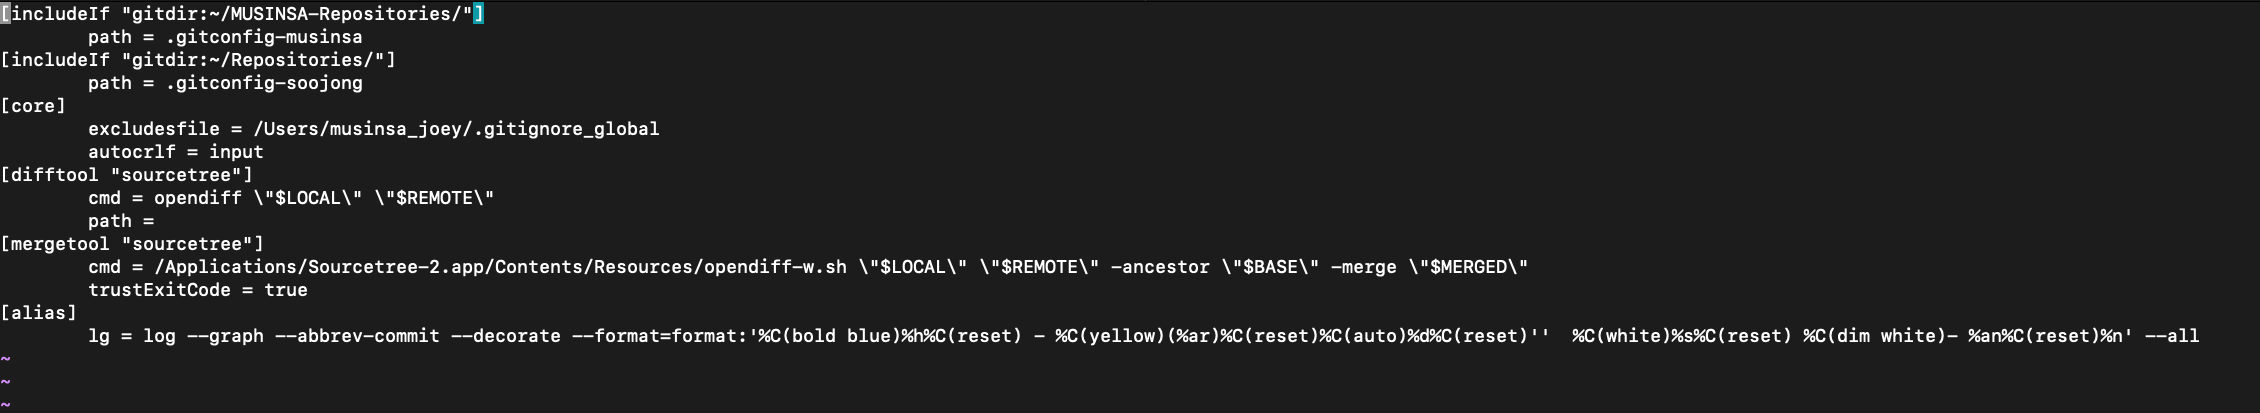 [includeIf "gitdir:~/MUSINSA-Repositories/"]
        path = .gitconfig-musinsa
[includeIf "gitdir:~/Repositories/"]
        path = .gitconfig-soojong
[core]
        excludesfile = /Users/musinsa_joey/.gitignore_global
        autocrlf = input
[difftool "sourcetree"]
        cmd = opendiff \"$LOCAL\" \"$REMOTE\"
        path =
[mergetool "sourcetree"]
        cmd = /Applications/Sourcetree-2.app/Contents/Resources/opendiff-w.sh \"$LOCAL\" \"$REMOTE\" -ancestor \"$BASE\" -merge \"$MERGED\"
        trustExitCode = true
[alias]
        lg = log --graph --abbrev-commit --decorate --format=format:'%C(bold blue)%h%C(reset) - %C(yellow)(%ar)%C(reset)%C(auto)%d%C(reset)''  %C(white)%s%C(reset) %C(dim white)- %an%C(reset)%n' --all
~
~
~